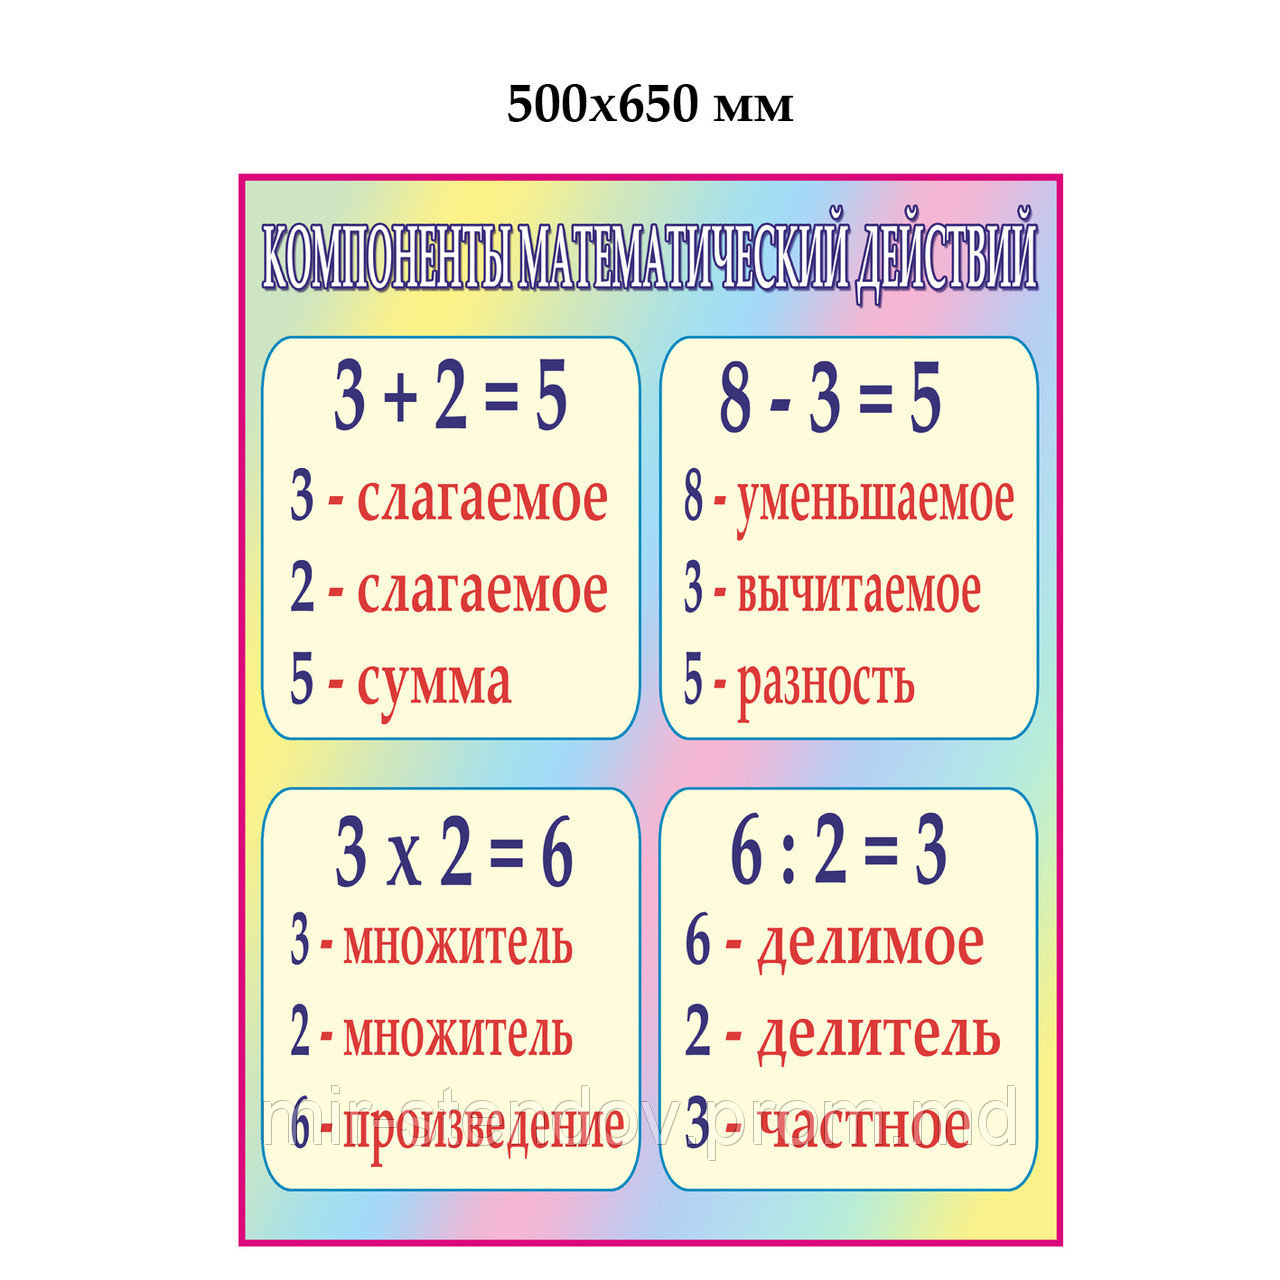 500х650 мм
КОМПОНЕНТЫ МАТЕМАТИЧЕСКИЙ ДЕЙСТВИЙ
3 + 2 = 5
3 - слагаемое
2 - слагаемое
5 - сумма
8 - 3 = 5
8 - уменьшаемое
3 - вычитаемое
5 - разность
3 х 2 = 6
3 - множитель
2 - множитель
6 - произведение
6 : 2 = 3
6 - делимое
2 - делитель
3 - частное
mir-stendov.prom.md